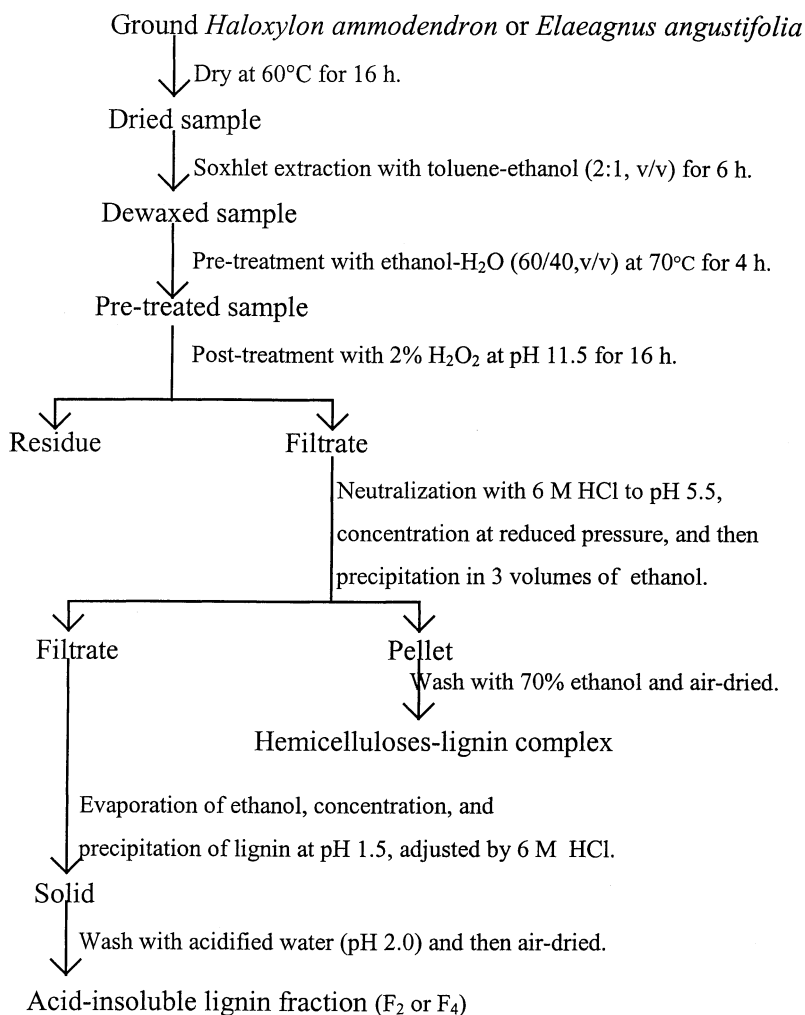 Ground Haloxylon ammodendron or Elaeagnus angustifolia
Dry at 60°C for 16 h.
Dried sample
Soxhlet extraction with toluene-ethanol (2:1, v/v) for 6 h.
Dewaxed sample
Pre-treatment with ethanol-H₂O (60/40,v/v) at 70°C for 4 h.
Pre-treated sample
Post-treatment with 2% H₂O₂ at pH 11.5 for 16 h.
Residue
Filtrate
Neutralization with 6 M HCl to pH 5.5,
concentration at reduced pressure, and then
precipitation in 3 volumes of ethanol.
Filtrate
Pellet
Wash with 70% ethanol and air-dried.
Hemicelluloses-lignin complex
Evaporation of ethanol, concentration, and
precipitation of lignin at pH 1.5, adjusted by 6 M HCl.
Solid
Wash with acidified water (pH 2.0) and then air-dried.
Acid-insoluble lignin fraction (F₂ or F₄)